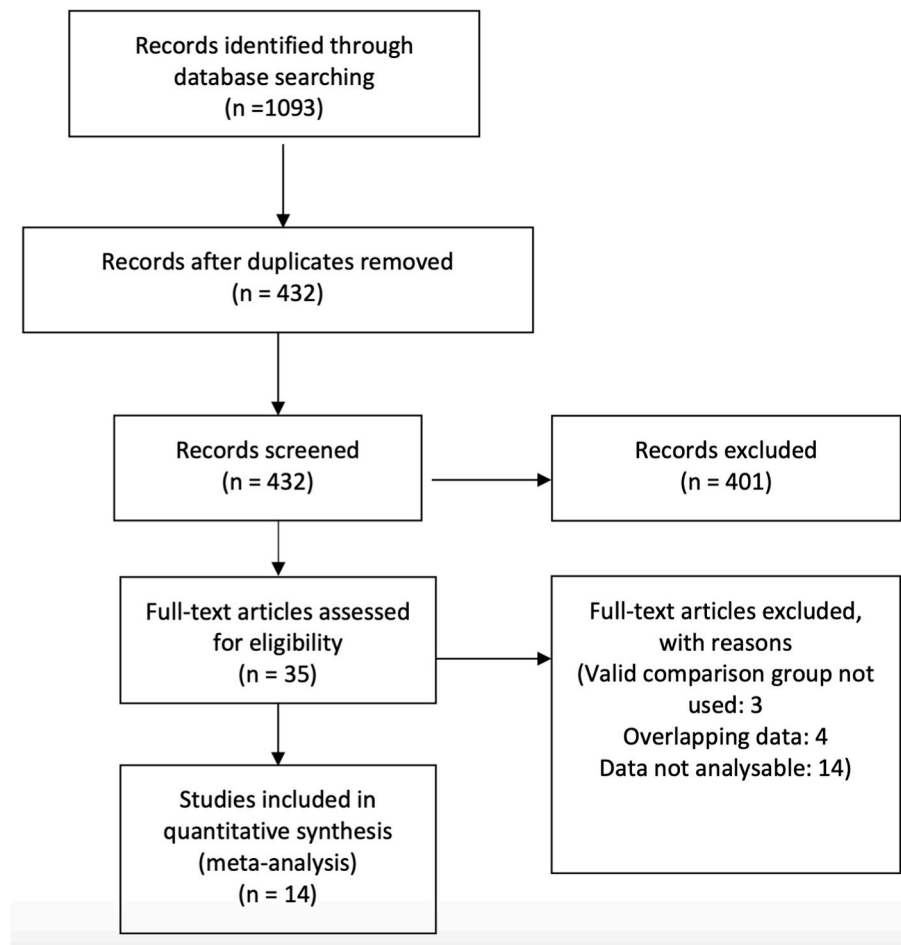 Records identified through
database searching
(n =1093)
Records after duplicates removed
(n = 432)
Records screened
(n = 432)
Records excluded
(n = 401)
Full-text articles assessed
for eligibility
(n = 35)
Full-text articles excluded,
with reasons
(Valid comparison group not
used: 3
Overlapping data: 4
Data not analysable: 14)
Studies included in
quantitative synthesis
(meta-analysis)
(n = 14)